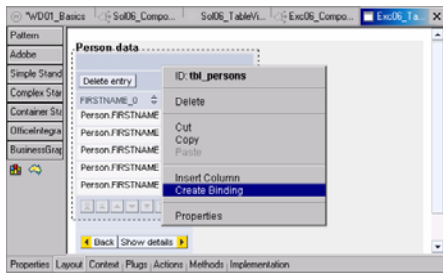 "WD01_Basics
Sol06_Compo...
Sol06_TableVi...
Exc06_Compo...
Exc06_Ta...
Pattern
Adobe
Simple Stand
Complex Star
Container Sta
OfficeIntegra
BusinessGrap
Person data
Delete entry
FIRSTNAME_0
Person.FIRSTNAME
Person.FIRSTNAME
Person.FIRSTNAME
Person.FIRSTNAME
Person.FIRSTNAME
ID: tbl_persons
Delete
Cut
Copy
Paste
Insert Column
Create Binding
Properties
Back
Show details
Properties
Layout
Context
Plugs
Actions
Methods
Implementation